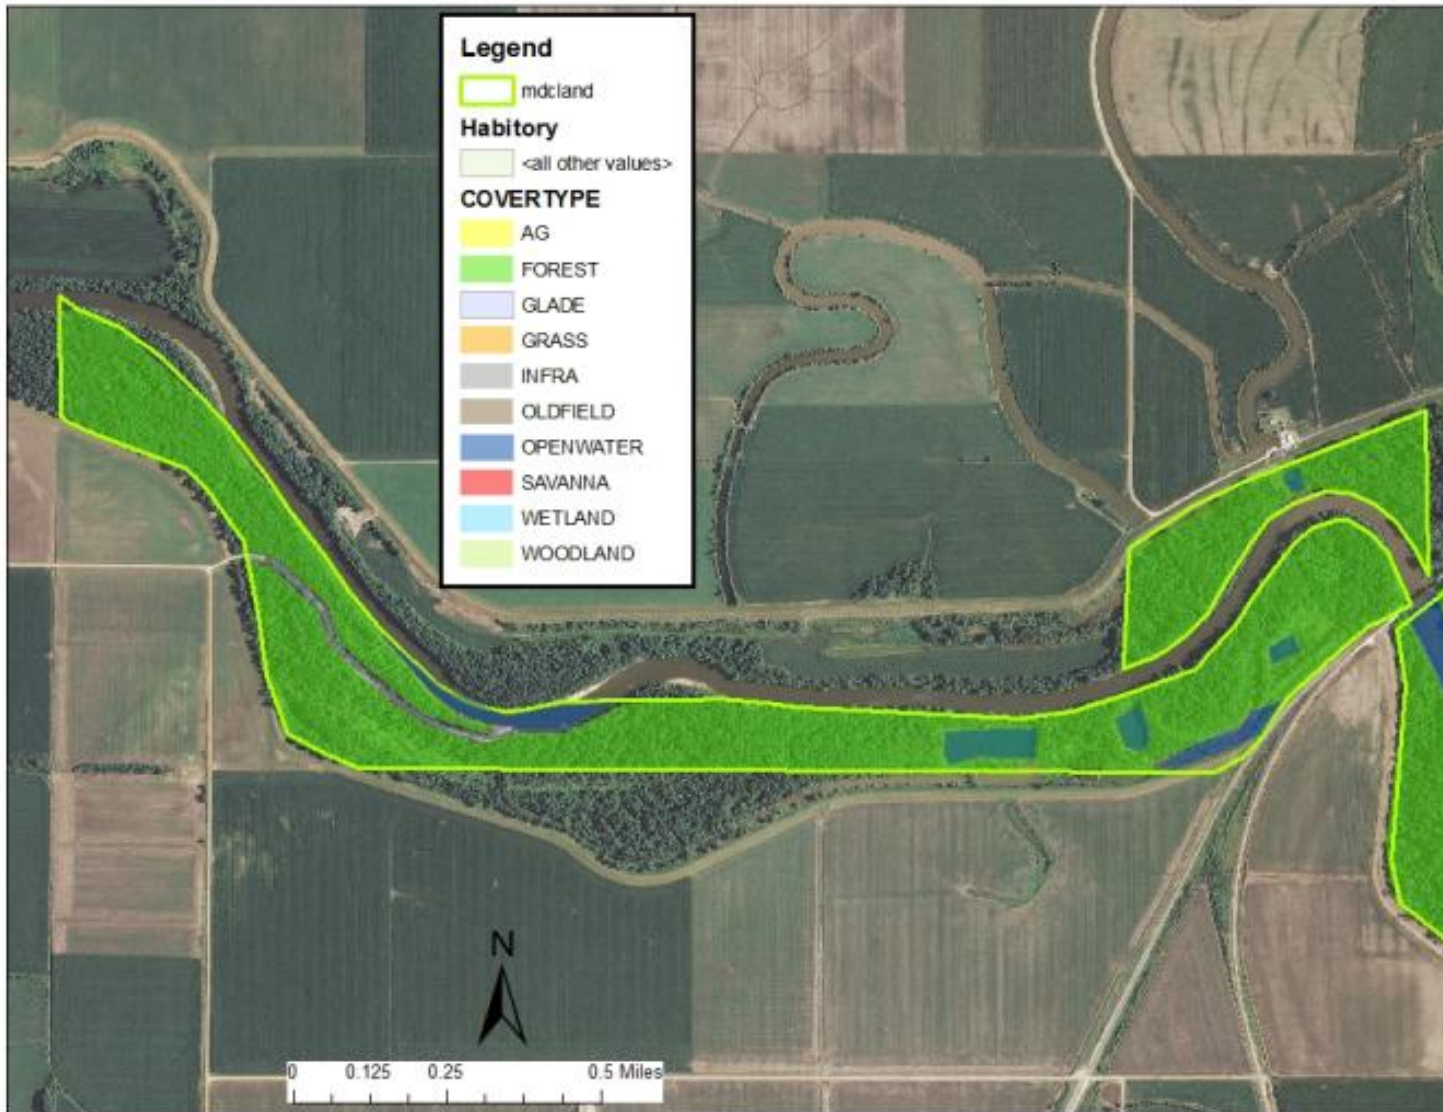 Legend
mdcland
Habitory
<all other values>
COVERTYPE
AG
FOREST
GLADE
GRASS
INFRA
OLDFIELD
OPENWATER
SAVANNA
WETLAND
WOODLAND
N
0 0.125 0.25 0.5 Miles